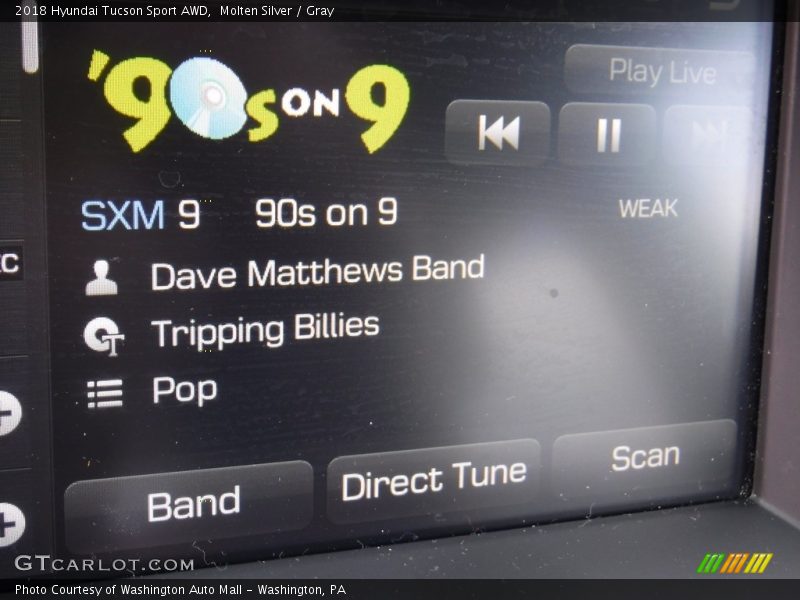 2018 Hyundai Tucson Sport AWD,  Molten Silver / Gray
'90s ON 9
Play Live
SXM 9 90s on 9
WEAK
Dave Matthews Band
Tripping Billies
Pop
Band Direct Tune Scan
GTCARLOT.COM
Photo Courtesy of Washington Auto Mall - Washington, PA